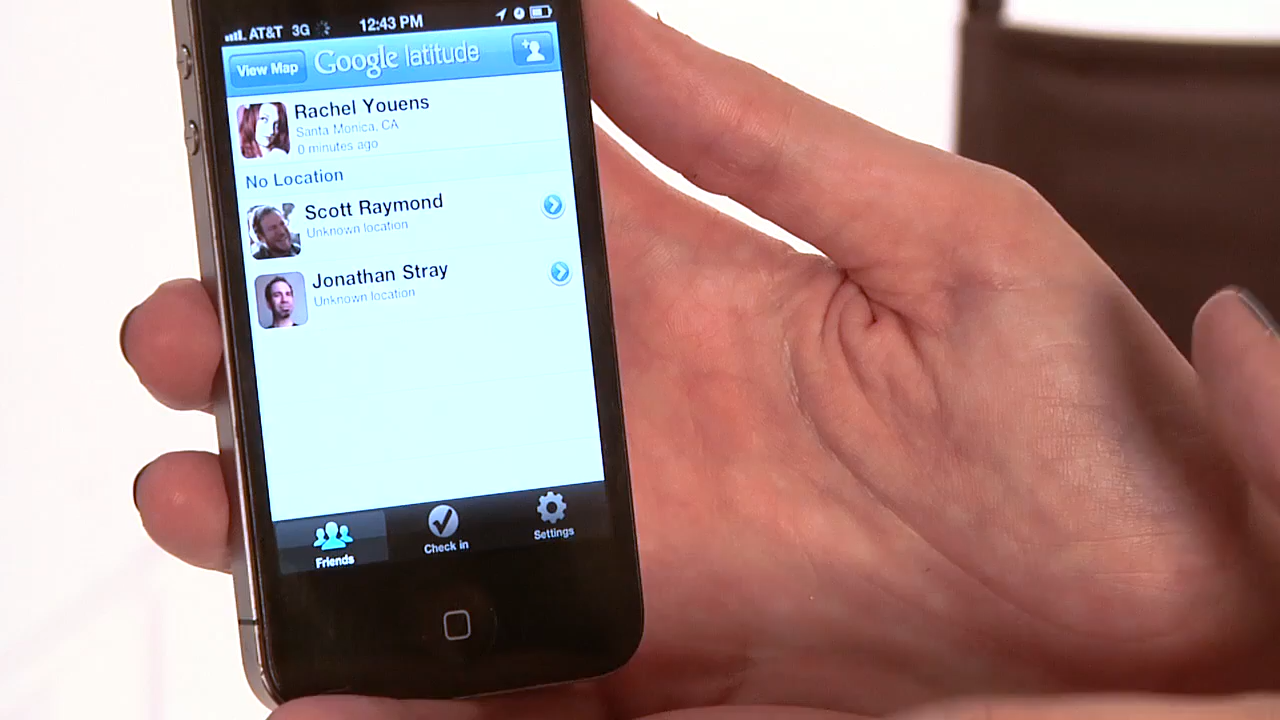 AT&T 3G 12:43 PM
View Map Google latitude
Rachel Youens
Santa Monica, CA
0 minutes ago
No Location
Scott Raymond
Unknown location
Jonathan Stray
Unknown location
Friends Check in Settings